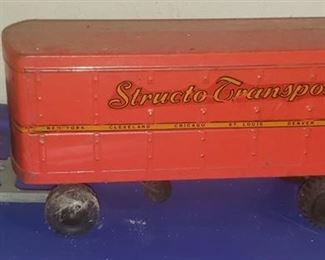 Structo Transpo
NEW YORK CLEVELAND CHICAGO ST. LOUIS DENVER